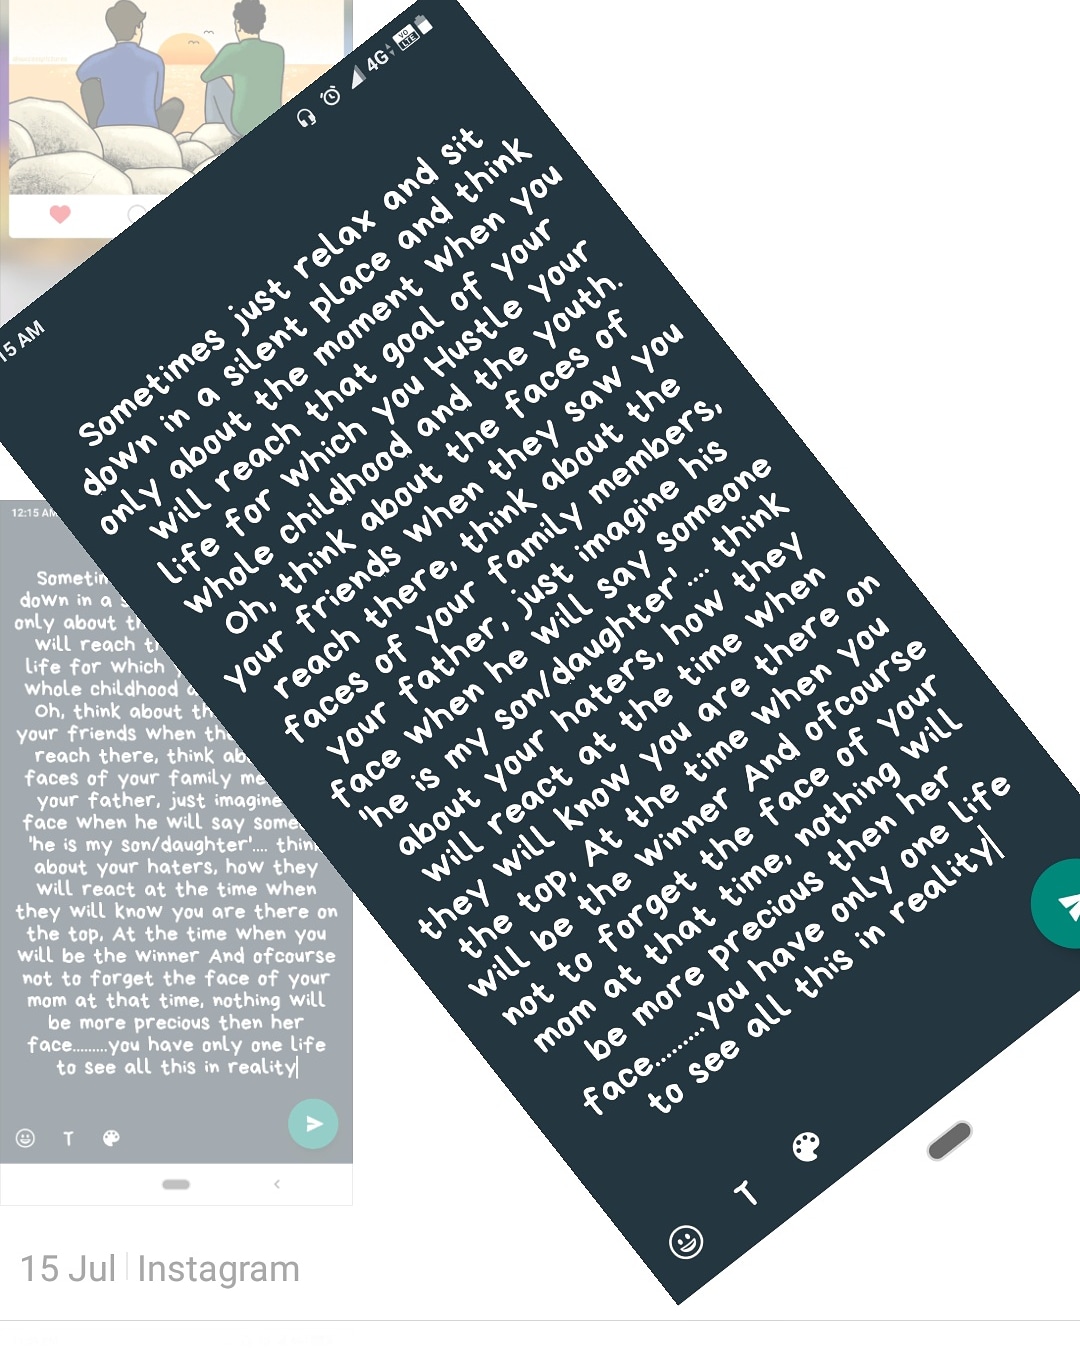 15 AM
4G
VO
LTE
Sometimes just relax and sit
down in a silent place and think
only about the moment when you
will reach that goal of your
life for which you Hustle your
whole childhood and the youth.
Oh, think about the faces of
your friends when they saw you
reach there, think about the
faces of your family members,
your father, just imagine his
face when he will say someone
'he is my son/daughter'.... think
about your haters, how they
will react at the time when
they will know you are there on
the top, At the time when you
will be the winner And ofcourse
not to forget the face of your
mom at that time, nothing will
be more precious then her
face.........you have only one life
to see all this in reality
T
12:15 AM
Sometim
down in a s
only about th
will reach th
life for which y
whole childhood a
Oh, think about th
your friends when the
reach there, think ab
faces of your family me
your father, just imagine
face when he will say some
'he is my son/daughter'.... thin
about your haters, how they
will react at the time when
they will know you are there on
the top, At the time when you
will be the winner And ofcourse
not to forget the face of your
mom at that time, nothing will
be more precious then her
face.........you have only one life
to see all this in reality
T
15 Jul
Instagram